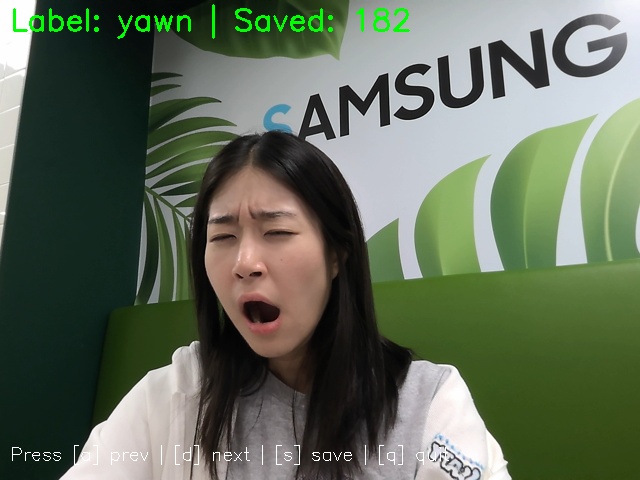 Label: yawn | Saved: 182
SAMSUNG
Press [a] prev | [d] next | [s] save | [q] quit